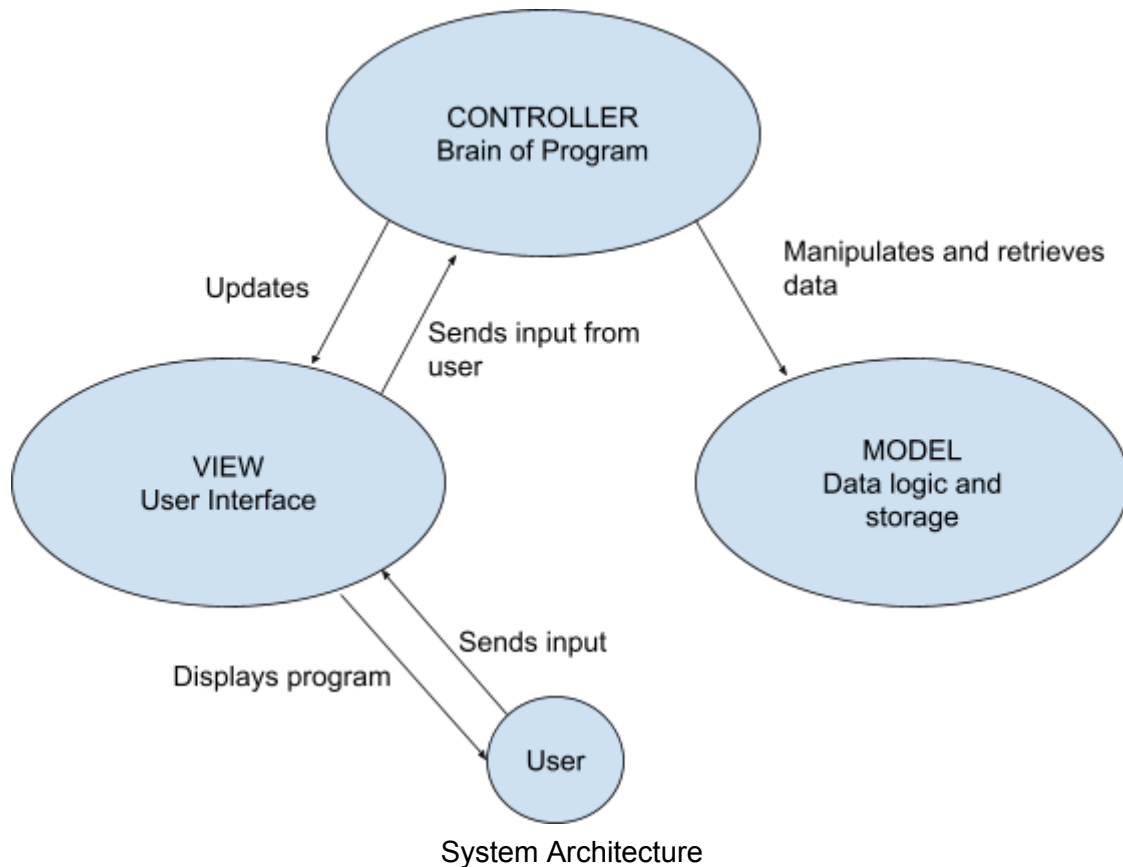 CONTROLLER
Brain of Program
Manipulates and retrieves
data
Updates
Sends input from
user
VIEW
User Interface
MODEL
Data logic and
storage
Sends input
Displays program
User
System Architecture